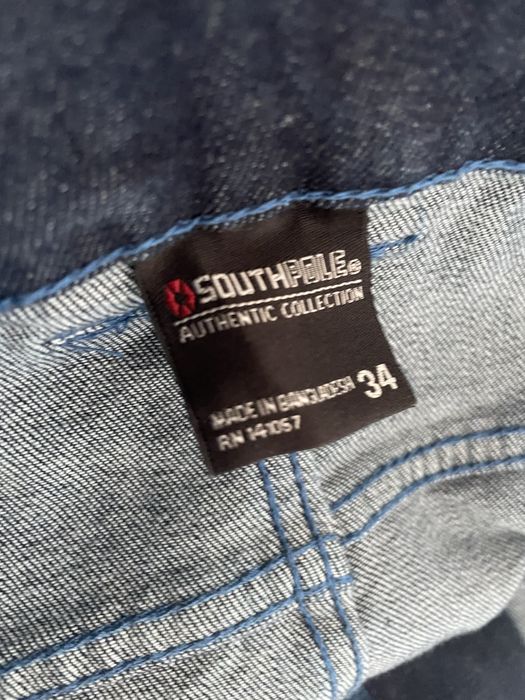 SOUTHPOLE®
AUTHENTIC COLLECTION
34
MADE IN BANGLADESH
RN 141057